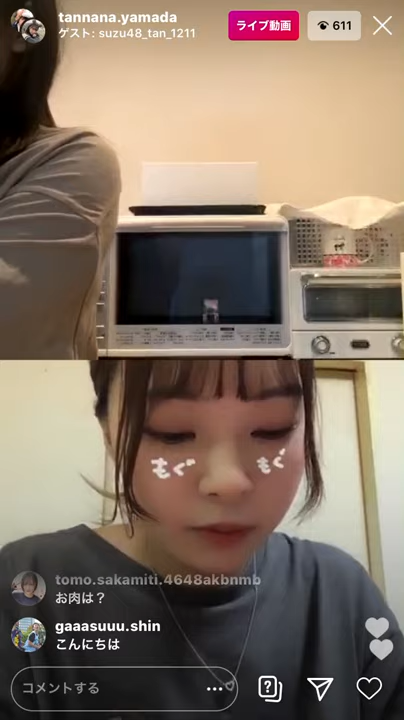 tannana.yamada
ゲスト: suzu48_tan_1211
ライブ動画
611
もぐ もぐ
tomo.sakamiti.4648akbnmb
お肉は？
gaaasuuu.shin
こんにちは
コメントする